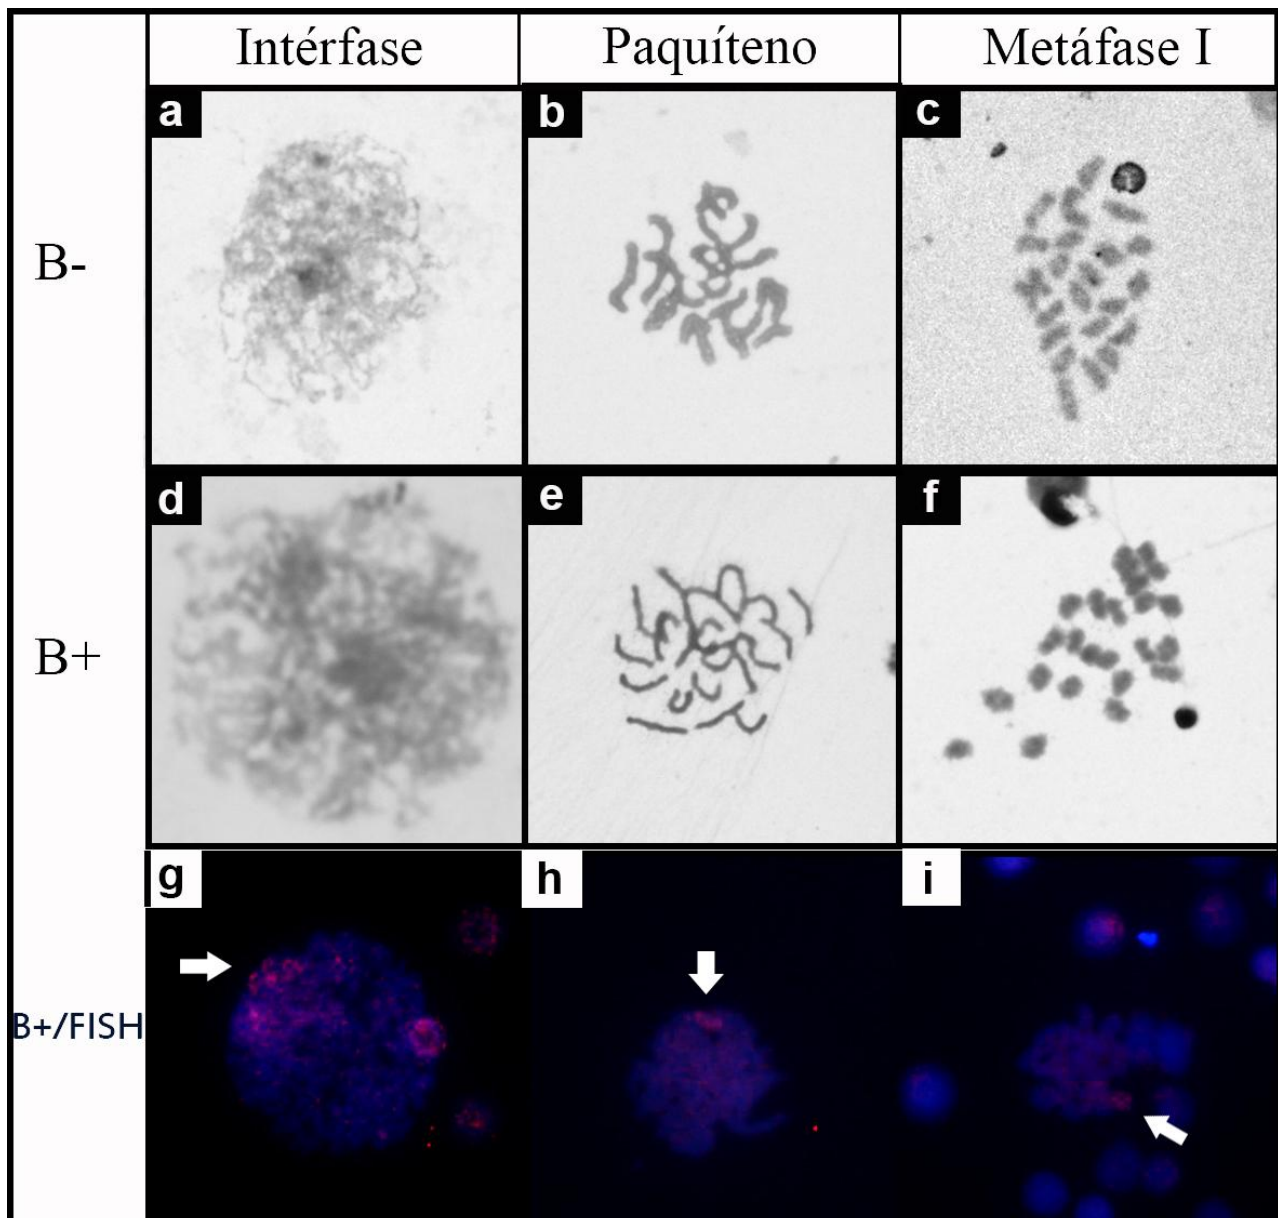 Intérfase
Paquíteno
Metáfase I
a
b
c
B-
d
e
f
B+
g
h
i
B+/FISH